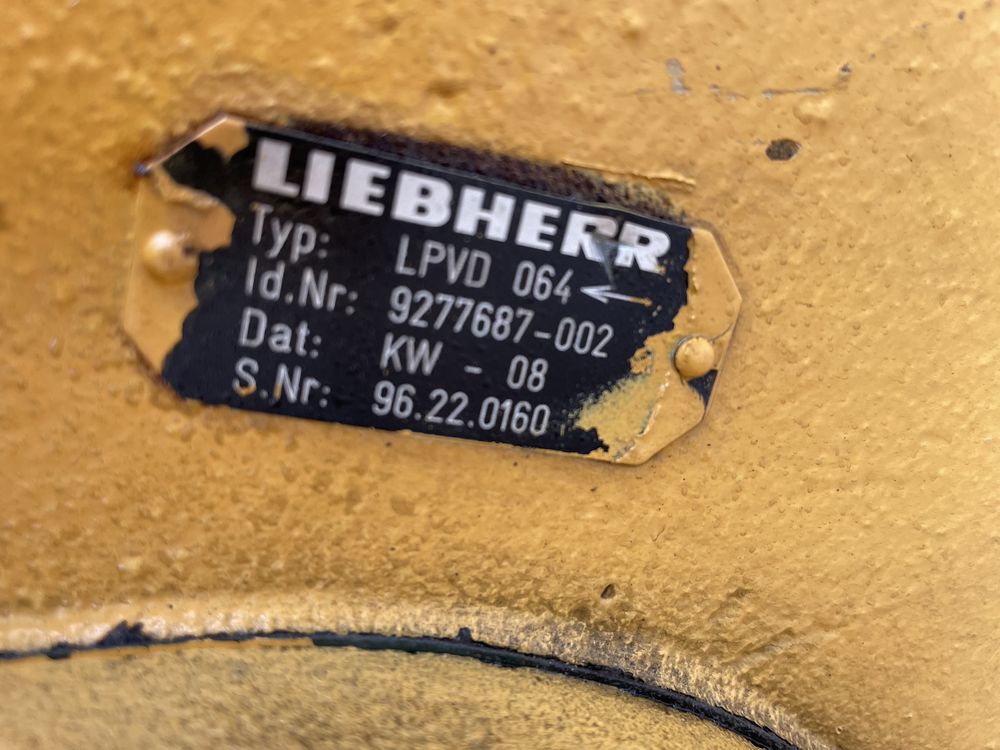 LIEBHERR
Typ: LPVD 064 ←
Id.Nr: 9277687-002
Dat: KW - 08
S.Nr: 96.22.0160